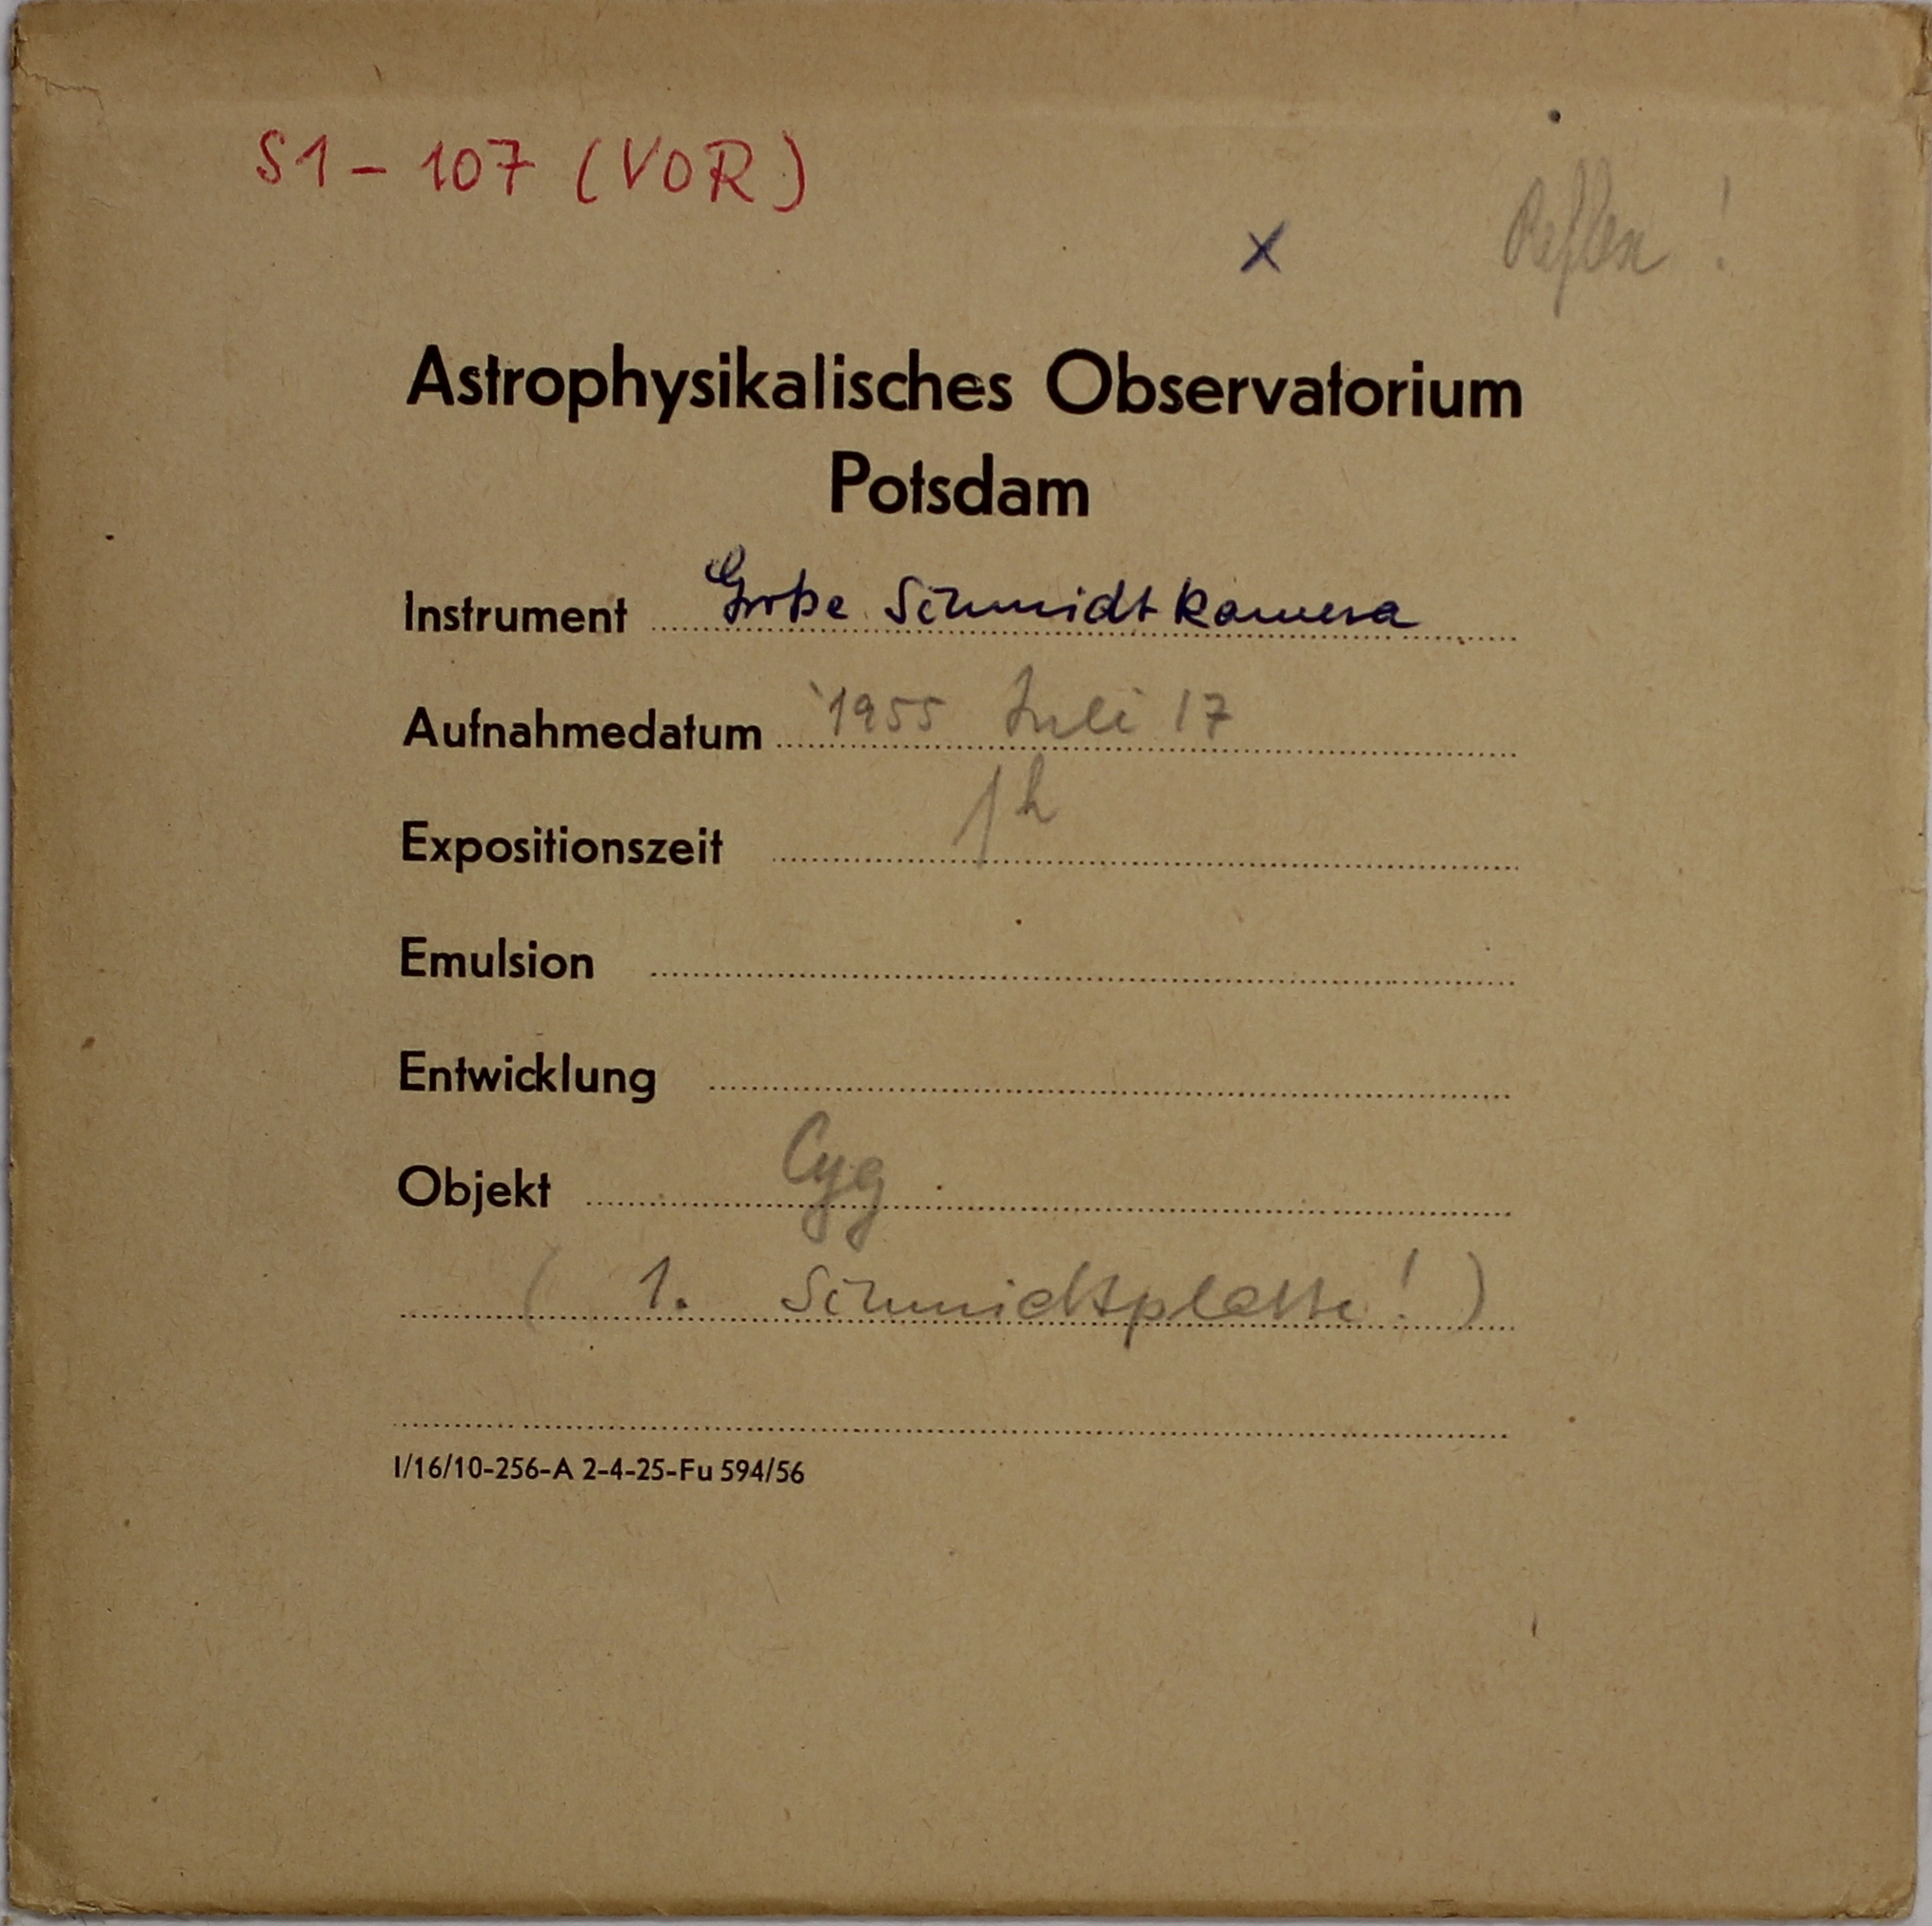 S1 - 107 (VOR)
x
Reflex !
Astrophysikalisches Observatorium
Potsdam
Instrument Große Schmidtkamera
Aufnahmedatum 1955 Juli 17
Expositionszeit 1h
Emulsion
Entwicklung
Objekt Cyg
( 1. Schmidtplatte! )
I/16/10-256-A 2-4-25-Fu 594/56